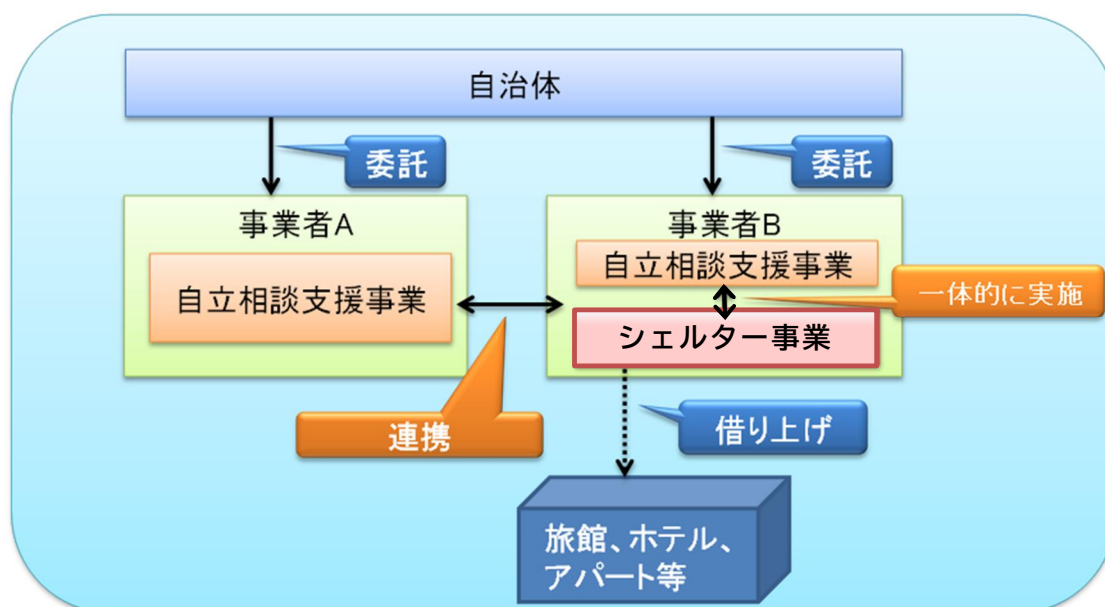 自治体
委託
委託
事業者A
自立相談支援事業
事業者B
自立相談支援事業
一体的に実施
シェルター事業
連携
借り上げ
旅館、ホテル、
アパート等